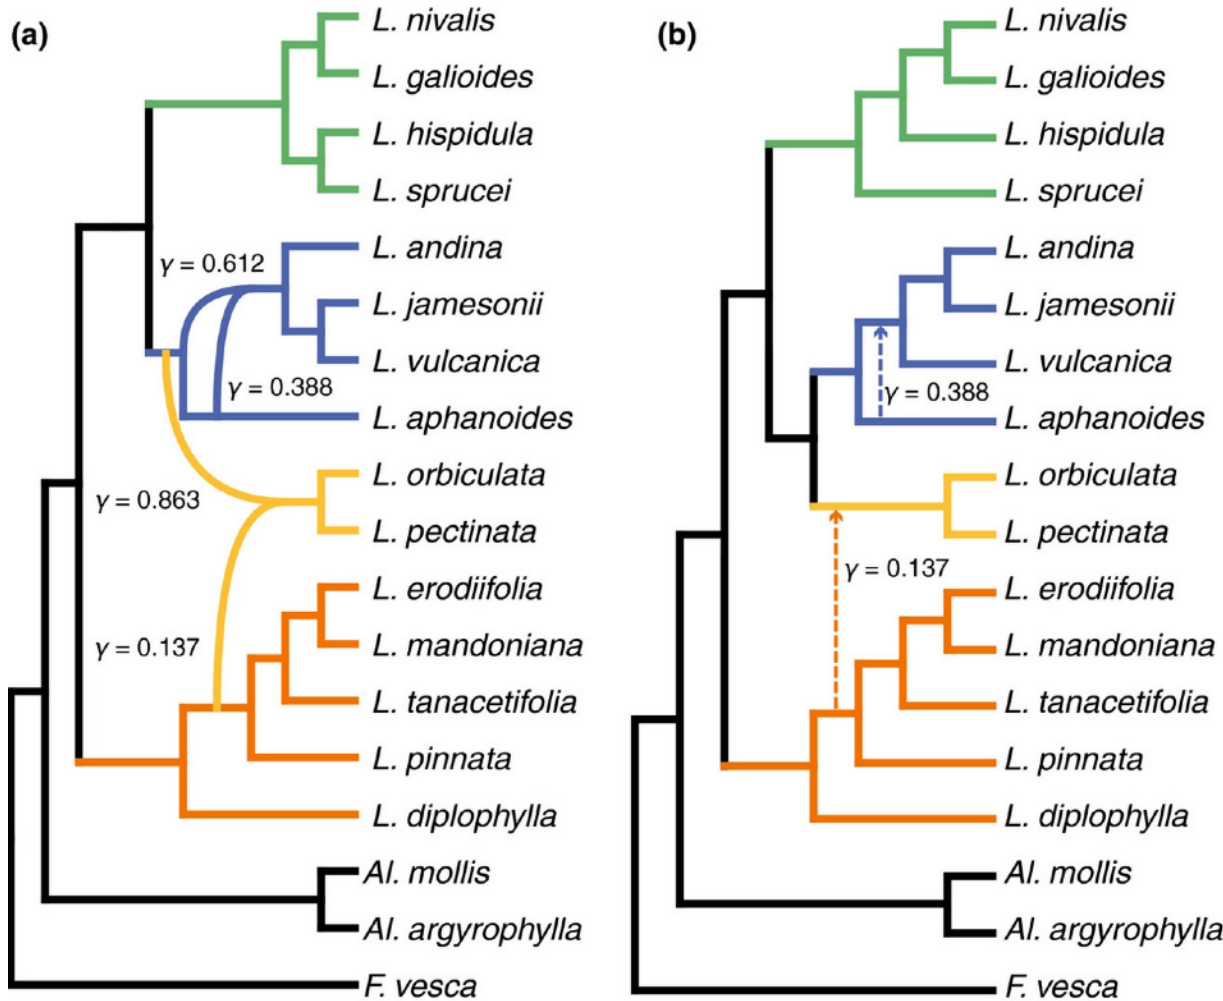 (a)
L. nivalis
L. galioides
L. hispidula
L. sprucei
L. andina
γ = 0.612
L. jamesonii
L. vulcanica
γ = 0.388
L. aphanoides
L. orbiculata
γ = 0.863
L. pectinata
L. erodiifolia
L. mandoniana
γ = 0.137
L. tanacetifolia
L. pinnata
L. diplophylla
Al. mollis
Al. argyrophylla
F. vesca
(b)
L. nivalis
L. galioides
L. hispidula
L. sprucei
L. andina
L. jamesonii
L. vulcanica
γ = 0.388
L. aphanoides
L. orbiculata
L. pectinata
γ = 0.137
L. erodiifolia
L. mandoniana
L. tanacetifolia
L. pinnata
L. diplophylla
Al. mollis
Al. argyrophylla
F. vesca